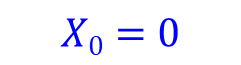 X₀ = 0